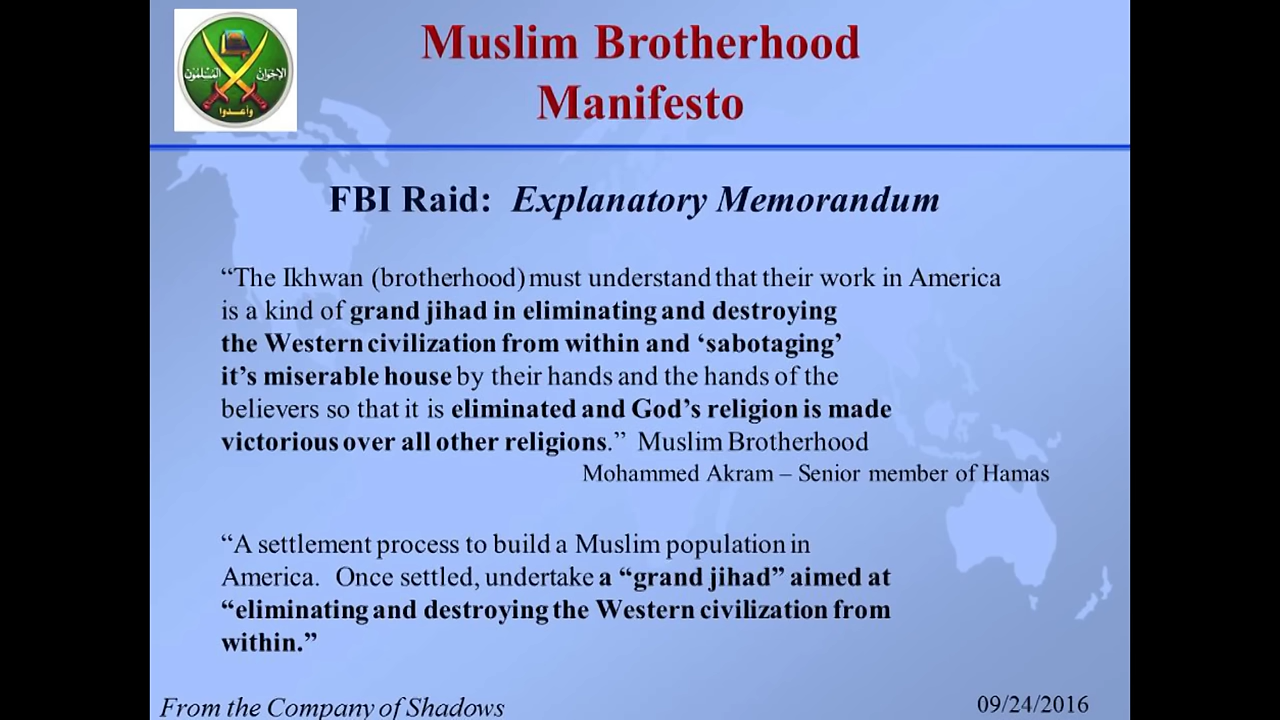 Muslim Brotherhood
Manifesto
الإخوان المسلمون
وأعدوا
FBI Raid: Explanatory Memorandum
“The Ikhwan (brotherhood) must understand that their work in America
is a kind of grand jihad in eliminating and destroying
the Western civilization from within and ‘sabotaging’
it’s miserable house by their hands and the hands of the
believers so that it is eliminated and God’s religion is made
victorious over all other religions.” Muslim Brotherhood
Mohammed Akram – Senior member of Hamas
“A settlement process to build a Muslim population in
America. Once settled, undertake a “grand jihad” aimed at
“eliminating and destroying the Western civilization from
within.”
From the Company of Shadows
09/24/2016